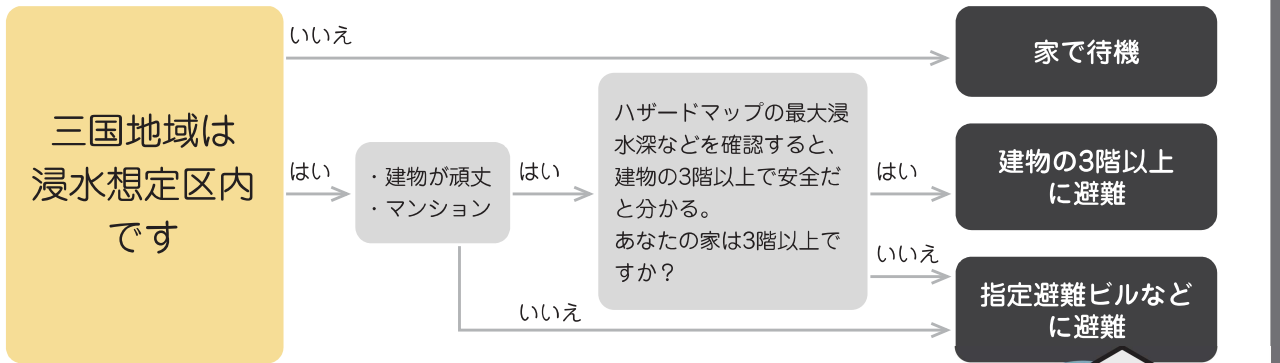 三国地域は
浸水想定区内
です
いいえ
家で待機
はい
・建物が頑丈
・マンション
はい
ハザードマップの最大浸
水深などを確認すると、
建物の3階以上で安全だ
と分かる。
あなたの家は3階以上で
すか？
はい
建物の3階以上
に避難
いいえ
いいえ
指定避難ビルなど
に避難